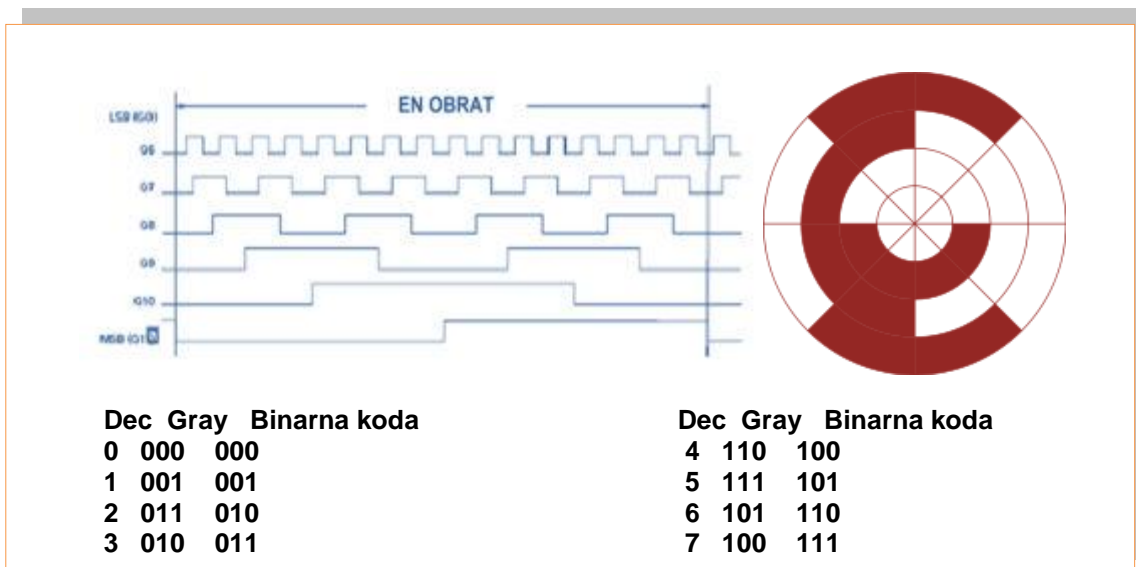 EN OBRAT
G6
G7
G8
G9
G10
Dec Gray Binarna koda
0 000 000
1 001 001
2 011 010
3 010 011
Dec Gray Binarna koda
4 110 100
5 111 101
6 101 110
7 100 111